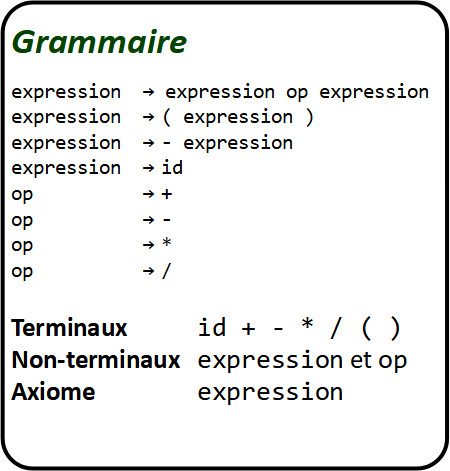 Grammaire
expression → expression op expression
expression → ( expression )
expression → - expression
expression → id
op → +
op → -
op → *
op → /
Terminaux id + - * / ( )
Non-terminaux expression et op
Axiome expression